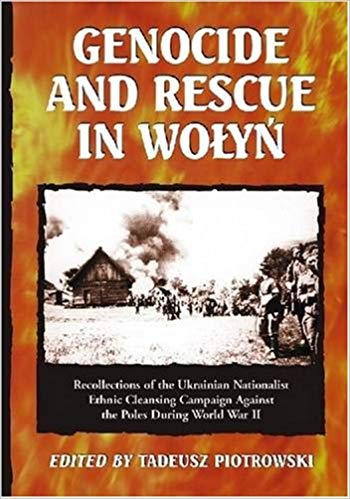 GENOCIDE
AND RESCUE
IN WOŁYŃ
Recollections of the Ukrainian Nationalist
Ethnic Cleansing Campaign Against
the Poles During World War II
EDITED BY TADEUSZ PIOTROWSKI